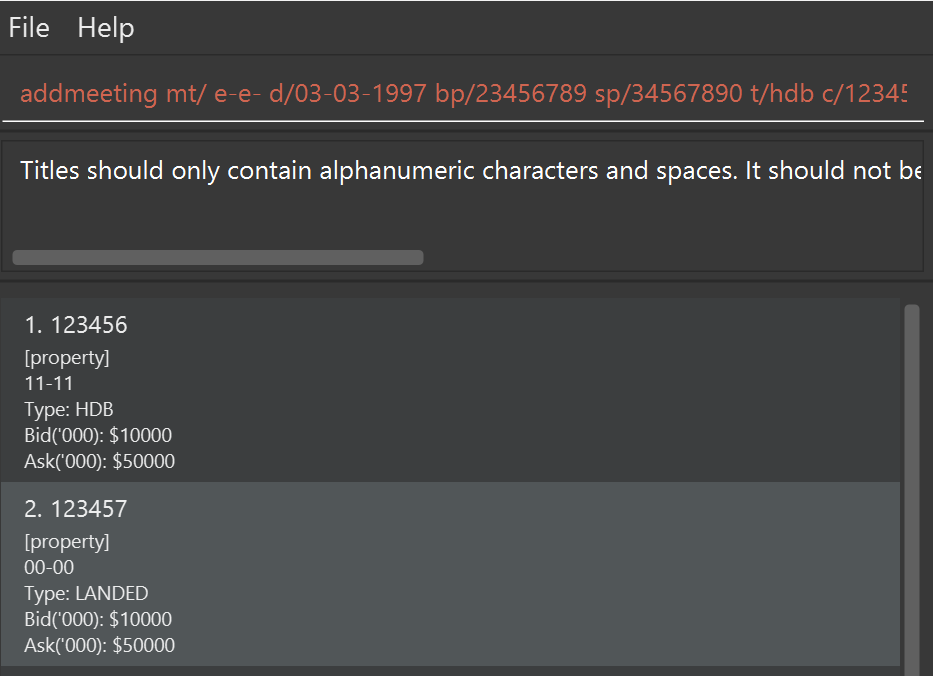 File Help
addmeeting mt/ e-e- d/03-03-1997 bp/23456789 sp/34567890 t/hdb c/12345
Titles should only contain alphanumeric characters and spaces. It should not be
1. 123456
[property]
11-11
Type: HDB
Bid('000): $10000
Ask('000): $50000
2. 123457
[property]
00-00
Type: LANDED
Bid('000): $10000
Ask('000): $50000